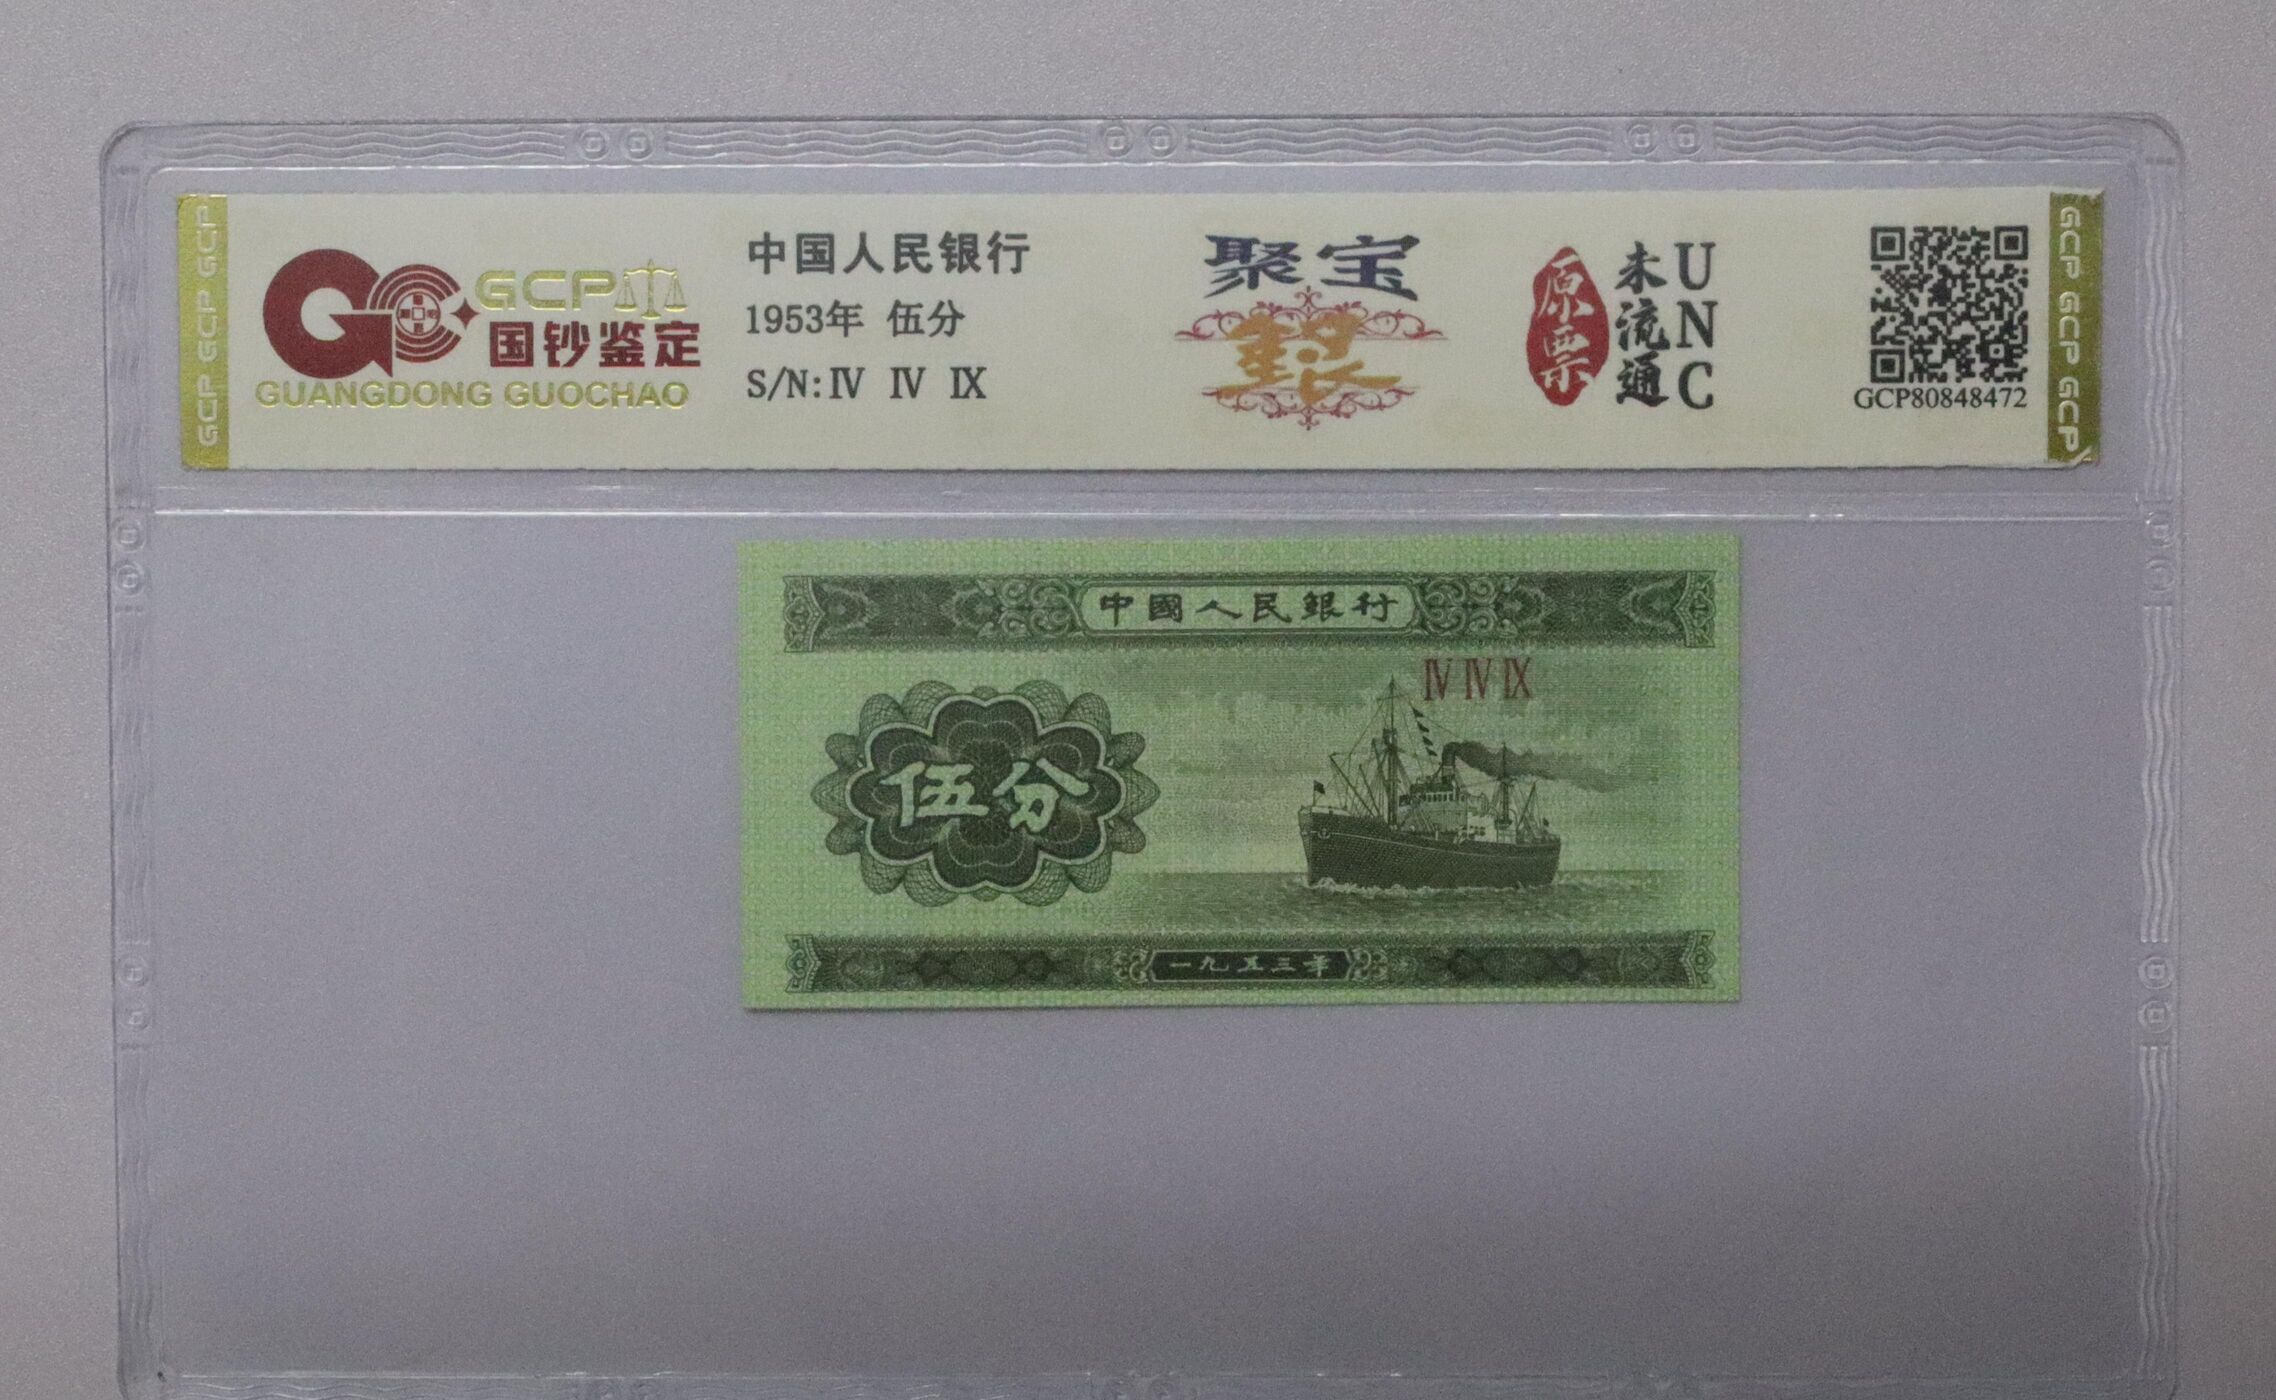 GCP GCP GCP
GCP
国钞鉴定
GUANGDONG GUOCHAO
中国人民银行
1953年 伍分
S/N: Ⅳ Ⅳ Ⅸ
聚宝
原票
未流通
UNC
GCP80848472
GCP GCP GCP
中國人民銀行
Ⅳ Ⅳ Ⅸ
伍分
一九五三年